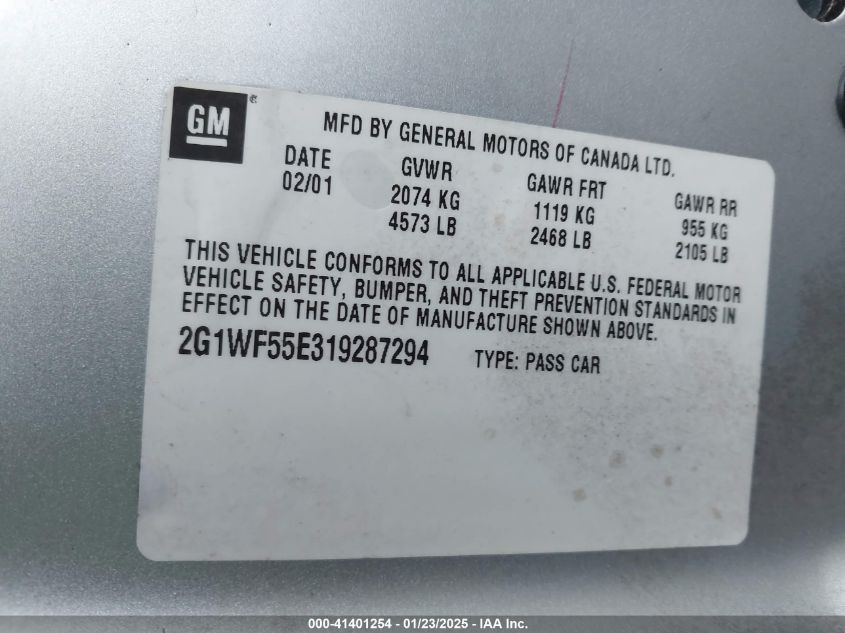 GM®
MFD BY GENERAL MOTORS OF CANADA LTD.
DATE GVWR GAWR FRT GAWR RR
02/01 2074 KG 1119 KG 955 KG
4573 LB 2468 LB 2105 LB
THIS VEHICLE CONFORMS TO ALL APPLICABLE U.S. FEDERAL MOTOR
VEHICLE SAFETY, BUMPER, AND THEFT PREVENTION STANDARDS IN
EFFECT ON THE DATE OF MANUFACTURE SHOWN ABOVE.
2G1WF55E319287294 TYPE: PASS CAR
000-41401254 - 01/23/2025 - IAA Inc.